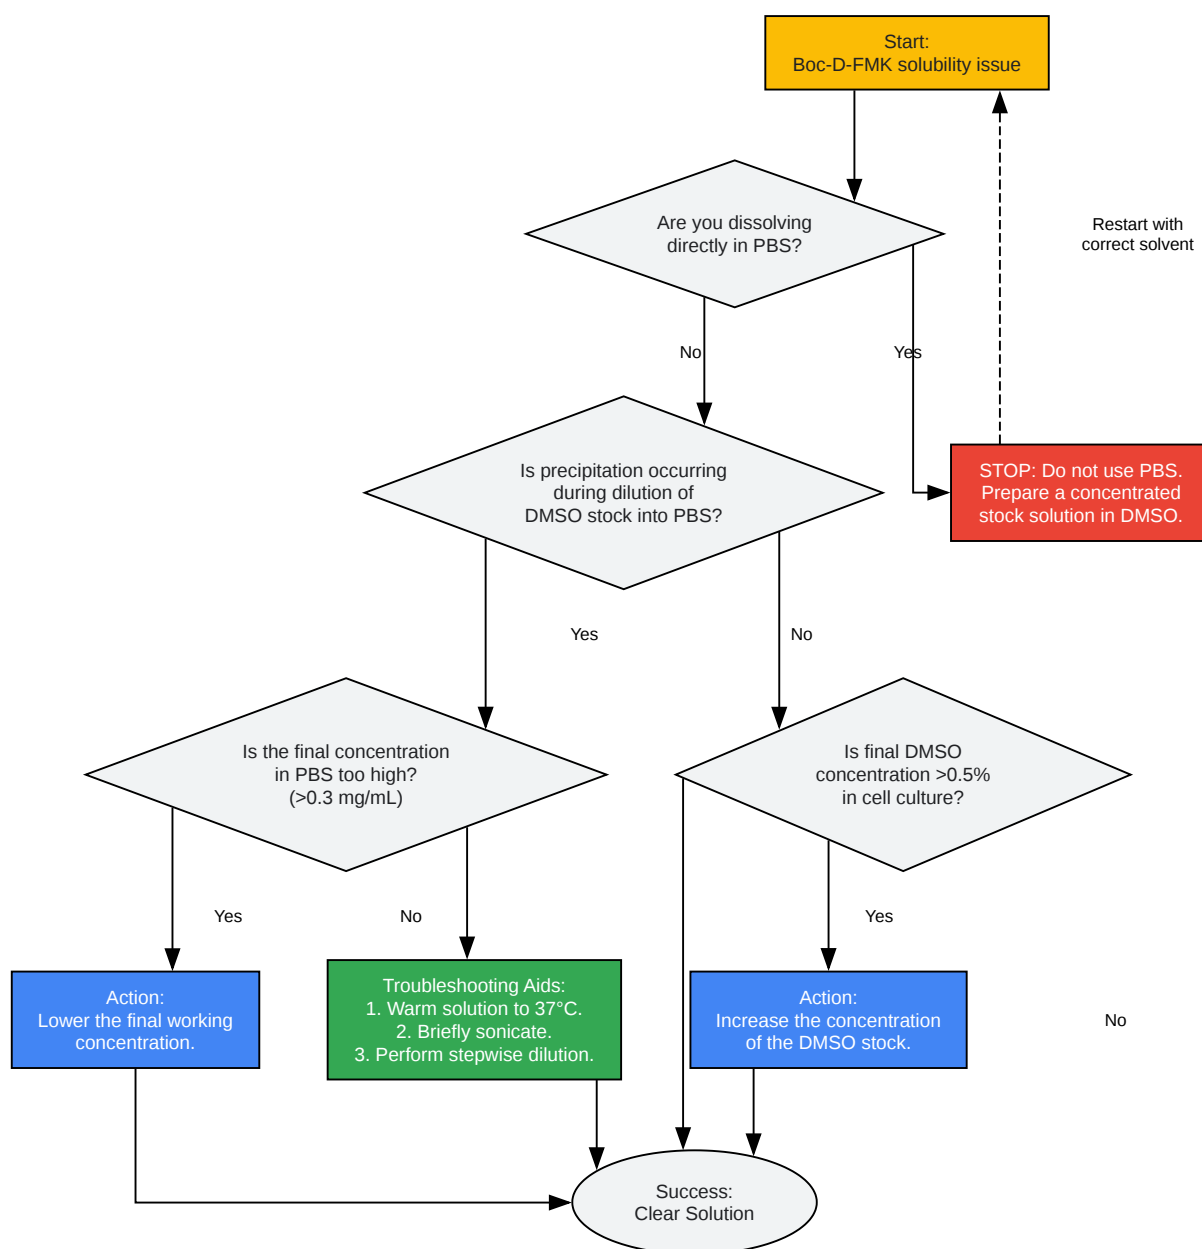 Start:
Boc-D-FMK solubility issue
Are you dissolving
directly in PBS?
Restart with
correct solvent
No
Yes
Is precipitation occurring
during dilution of
DMSO stock into PBS?
STOP: Do not use PBS.
Prepare a concentrated
stock solution in DMSO.
Yes
No
Is the final concentration
in PBS too high?
(>0.3 mg/mL)
Is final DMSO
concentration >0.5%
in cell culture?
Yes
No
Yes
Action:
Lower the final working
concentration.
Troubleshooting Aids:
1. Warm solution to 37°C.
2. Briefly sonicate.
3. Perform stepwise dilution.
Action:
Increase the concentration
of the DMSO stock.
No
Success:
Clear Solution